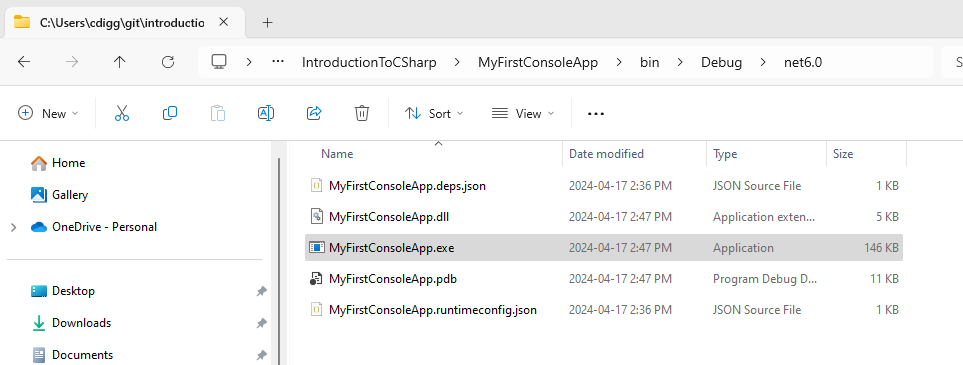 C:\Users\cdigg\git\introductio
··· IntroductionToCSharp > MyFirstConsoleApp > bin > Debug > net6.0 S
New Sort View ···
Name Date modified Type Size
Home
Gallery
OneDrive - Personal
Desktop
Downloads
Documents
MyFirstConsoleApp.deps.json 2024-04-17 2:36 PM JSON Source File 1 KB
MyFirstConsoleApp.dll 2024-04-17 2:47 PM Application exten... 5 KB
MyFirstConsoleApp.exe 2024-04-17 2:47 PM Application 146 KB
MyFirstConsoleApp.pdb 2024-04-17 2:47 PM Program Debug D... 11 KB
MyFirstConsoleApp.runtimeconfig.json 2024-04-17 2:36 PM JSON Source File 1 KB